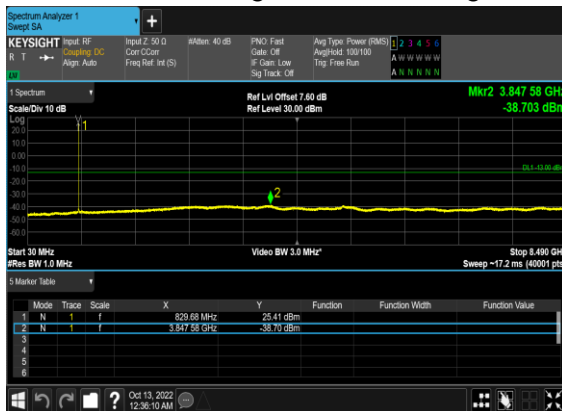 Spectrum Analyzer 1
Swept SA
KEYSIGHT Input: RF Input Z: 50 Ω #Atten: 40 dB PNO: Fast Avg Type: Power (RMS) 1 2 3 4 5 6
R T Coupling: DC Corr CCorr Gate: Off Avg|Hold: 100/100 A W W W W W
Align: Auto Freq Ref: Int (S) IF Gain: Low Trig: Free Run
Sig Track: Off A N N N N N
1 Spectrum Ref Lvl Offset 7.60 dB Mkr2 3.847 58 GHz
Scale/Div 10 dB Ref Level 30.00 dBm -38.703 dBm
Log
20.0
10.0
0.00
-10.0 DL1 -13.00 dBm
-20.0
-30.0
-40.0
-50.0
-60.0
1
2
Start 30 MHz Video BW 3.0 MHz* Stop 8.490 GHz
#Res BW 1.0 MHz Sweep ~17.2 ms (40001 pts)
5 Marker Table
Mode Trace Scale X Y Function Function Width Function Value
1 N 1 f 829.68 MHz 25.41 dBm
2 N 1 f 3.847 58 GHz -38.70 dBm
3
4
5
6
? Oct 13, 2022
12:36:10 AM